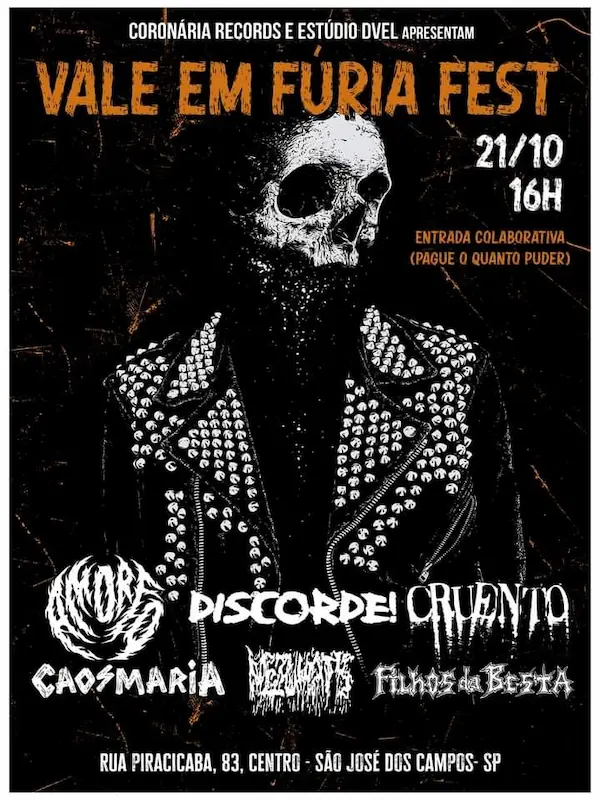 CORONÁRIA RECORDS E ESTÚDIO DVEL APRESENTAM
VALE EM FÚRIA FEST
21/10
16H
ENTRADA COLABORATIVA
(PAGUE O QUANTO PUDER)
DISCORDE! CRUENTO
CAOSMARIA FILHOS da BESTA
RUA PIRACICABA, 83, CENTRO - SÃO JOSÉ DOS CAMPOS- SP